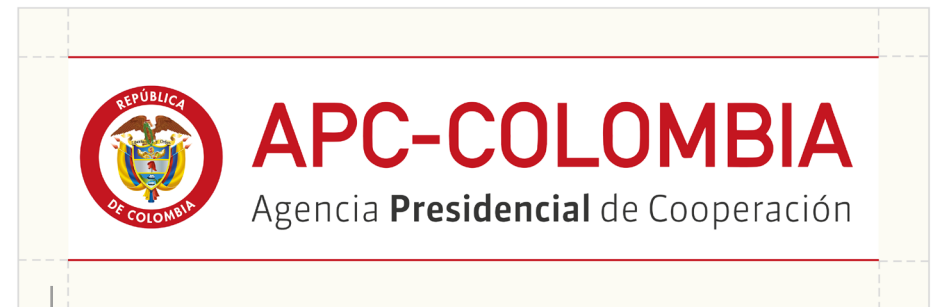 REPÚBLICA
DE COLOMBIA
APC-COLOMBIA
Agencia Presidencial de Cooperación